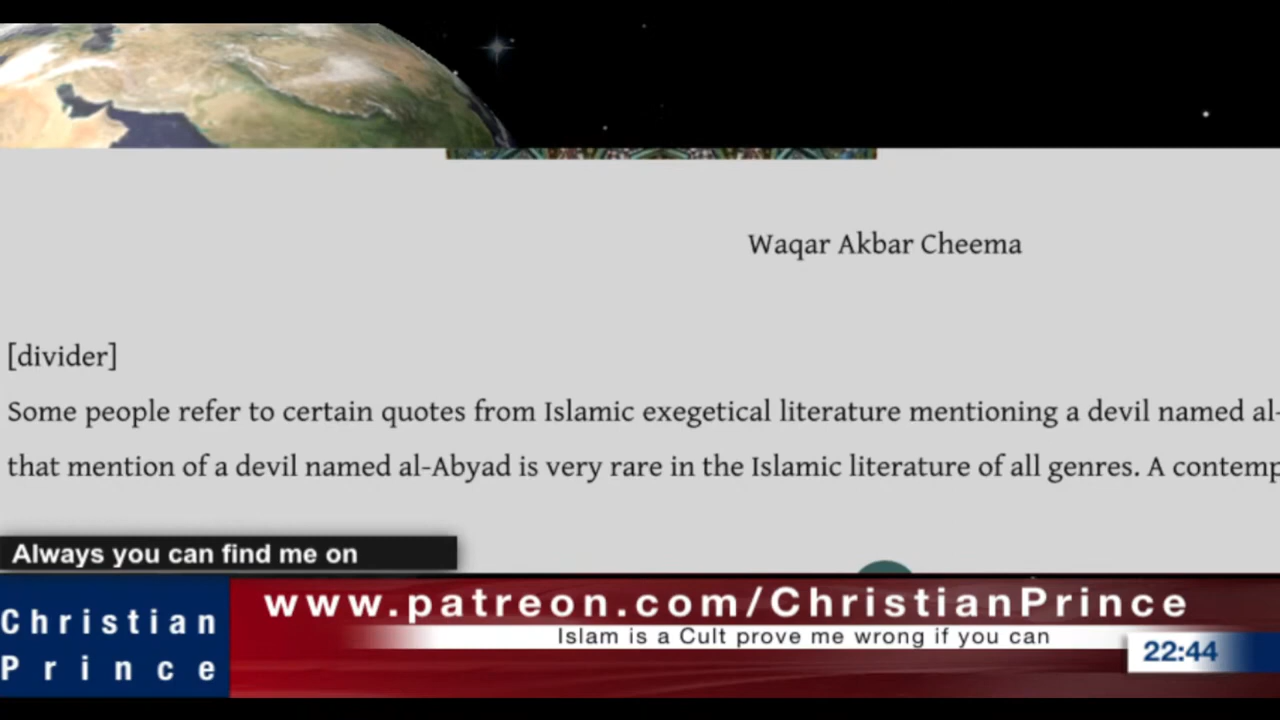 Waqar Akbar Cheema
[divider]
Some people refer to certain quotes from Islamic exegetical literature mentioning a devil named al-
that mention of a devil named al-Abyad is very rare in the Islamic literature of all genres. A contemp
Always you can find me on
Christian
Prince
www.patreon.com/ChristianPrince
Islam is a Cult prove me wrong if you can
22:44